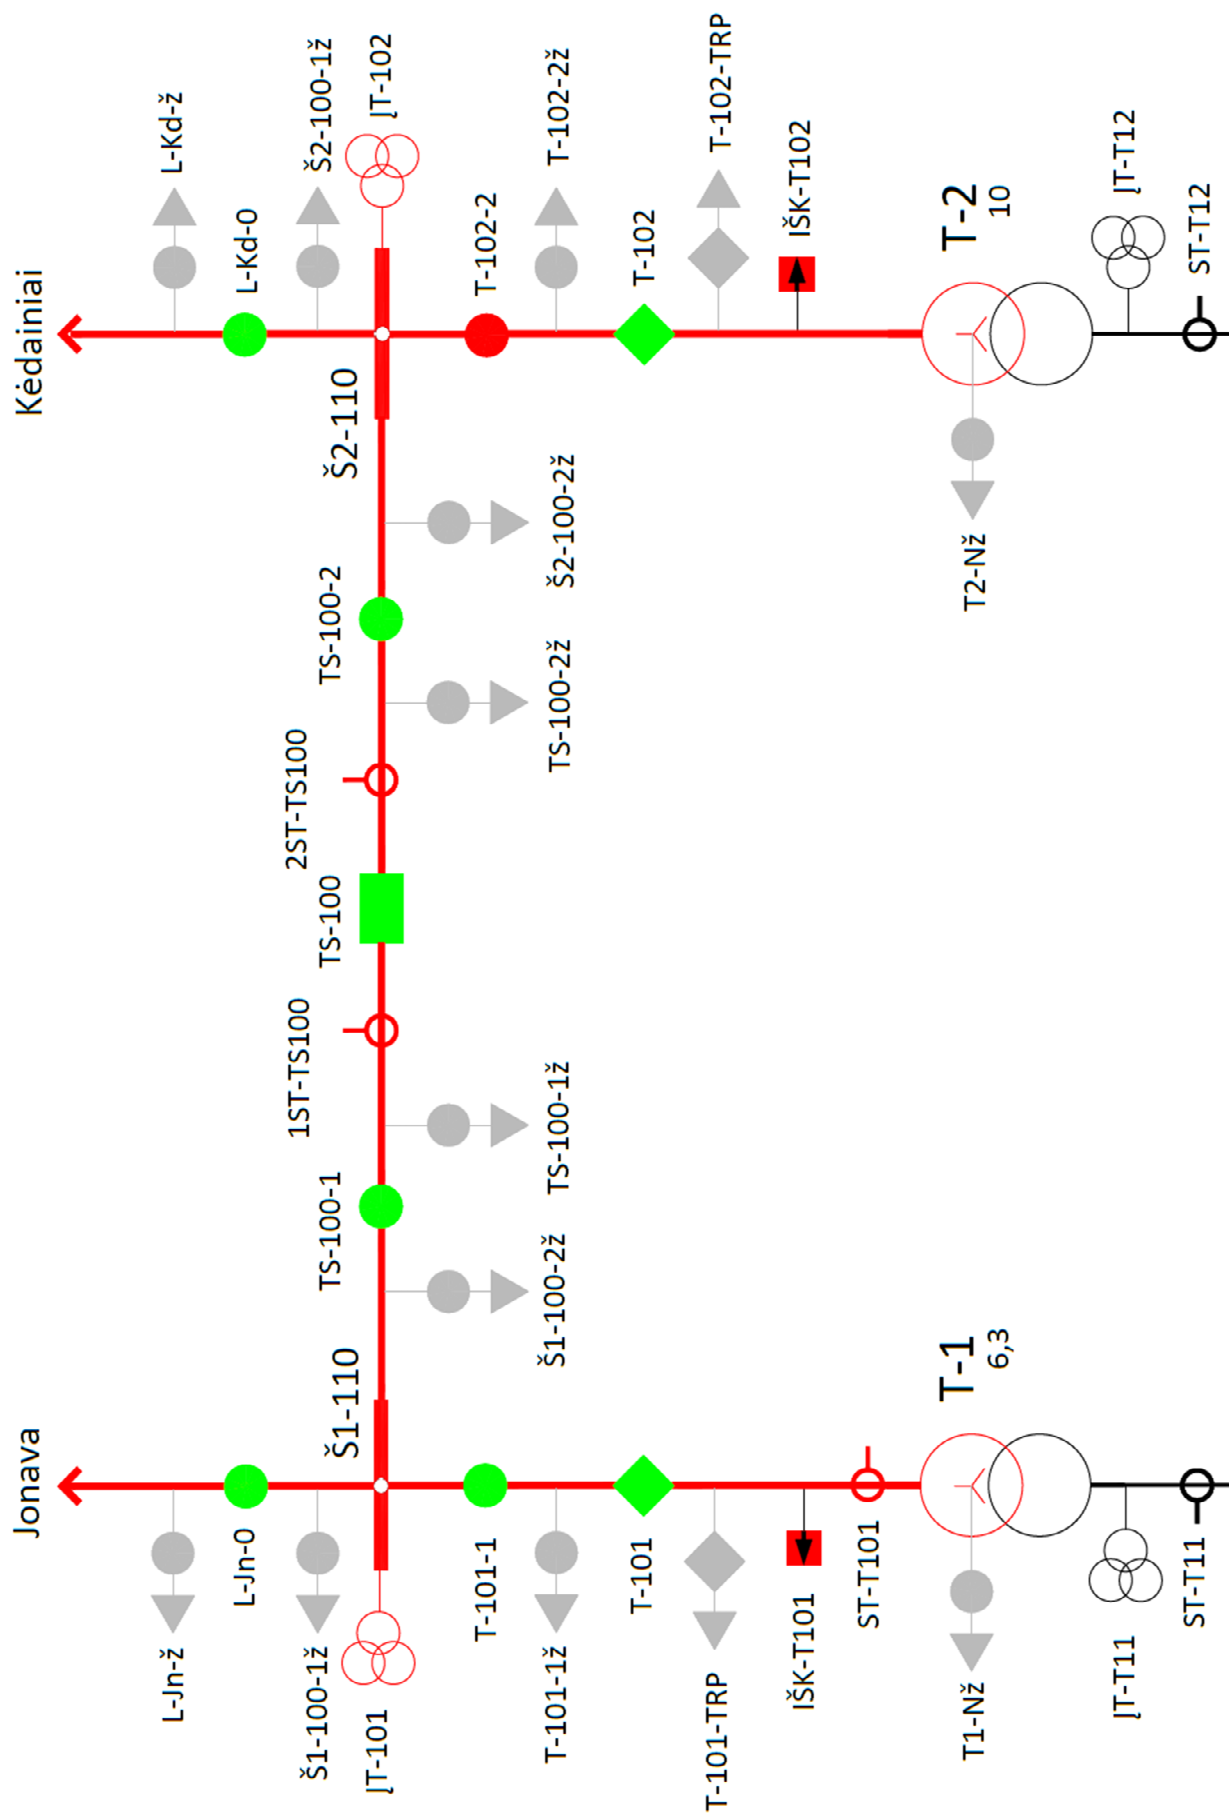 Jonava
Kėdainiai
L-Jn-ž
L-Kd-ž
L-Jn-0
L-Kd-0
Š1-100-1ž
Š2-100-1ž
1ST-TS100
2ST-TS100
Š1-110
TS-100-1
TS-100
TS-100-2
Š2-110
ĮT-101
ĮT-102
T-101-1
T-102-2
T-101-1ž
Š1-100-2ž
TS-100-1ž
TS-100-2ž
Š2-100-2ž
T-102-2ž
T-101
T-102
T-101-TRP
T-102-TRP
IŠK-T101
IŠK-T102
ST-T101
T-1
6,3
T-2
10
T1-Nž
T2-Nž
ĮT-T11
ĮT-T12
ST-T11
ST-T12